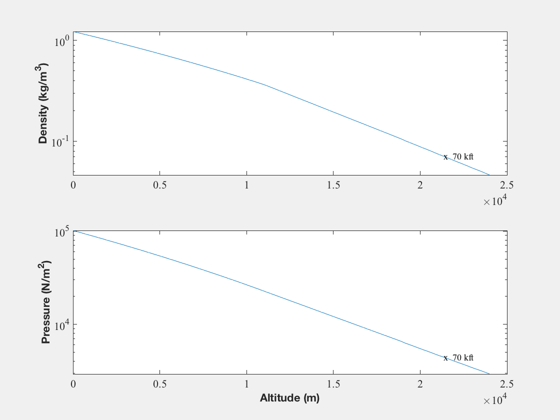 10^0
10^-1
Density (kg/m^3)
x 70 kft
0 0.5 1 1.5 2 2.5
×10^4
10^5
10^4
Pressure (N/m^2)
x 70 kft
0 0.5 1 1.5 2 2.5
Altitude (m)
×10^4